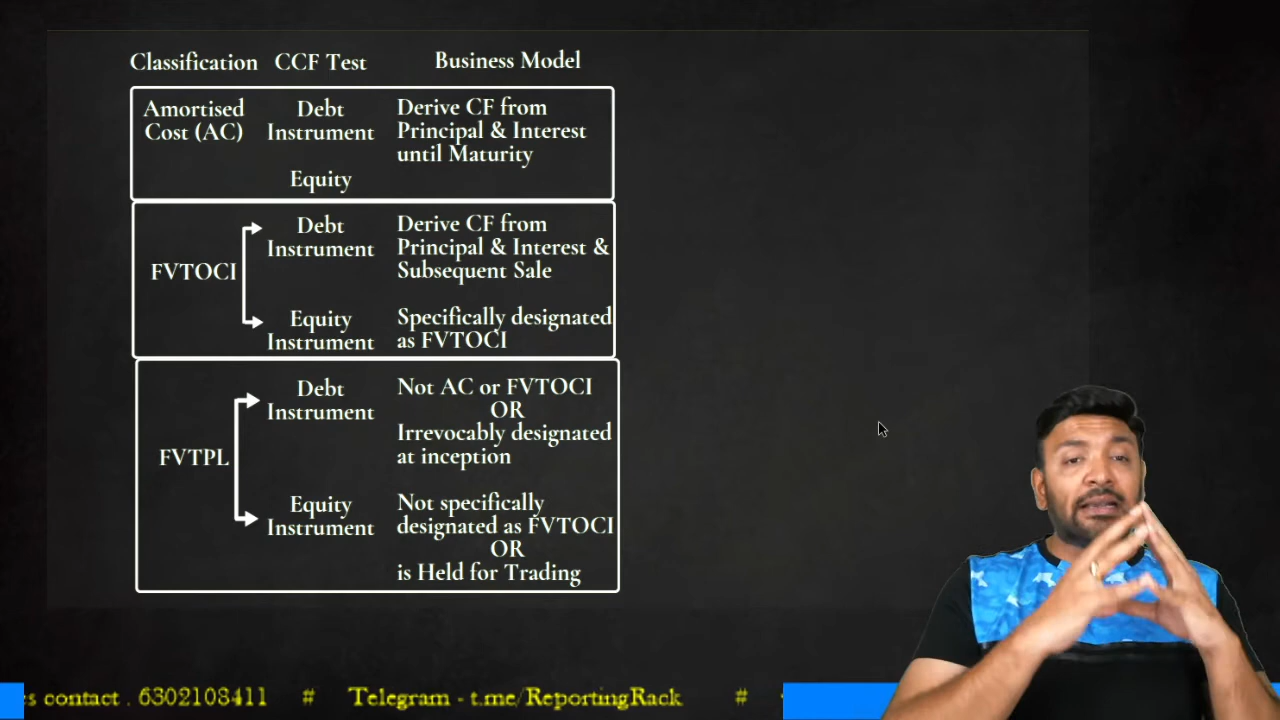 Classification CCF Test Business Model
Amortised
Cost (AC)
Debt
Instrument
Equity
Derive CF from
Principal & Interest
until Maturity
FVTOCI
Debt
Instrument
Derive CF from
Principal & Interest &
Subsequent Sale
Equity
Instrument
Specifically designated
as FVTOCI
FVTPL
Debt
Instrument
Not AC or FVTOCI
OR
Irrevocably designated
at inception
Equity
Instrument
Not specifically
designated as FVTOCI
OR
is Held for Trading
contact . 6302108411 # Telegram - t.me/ReportingRack #